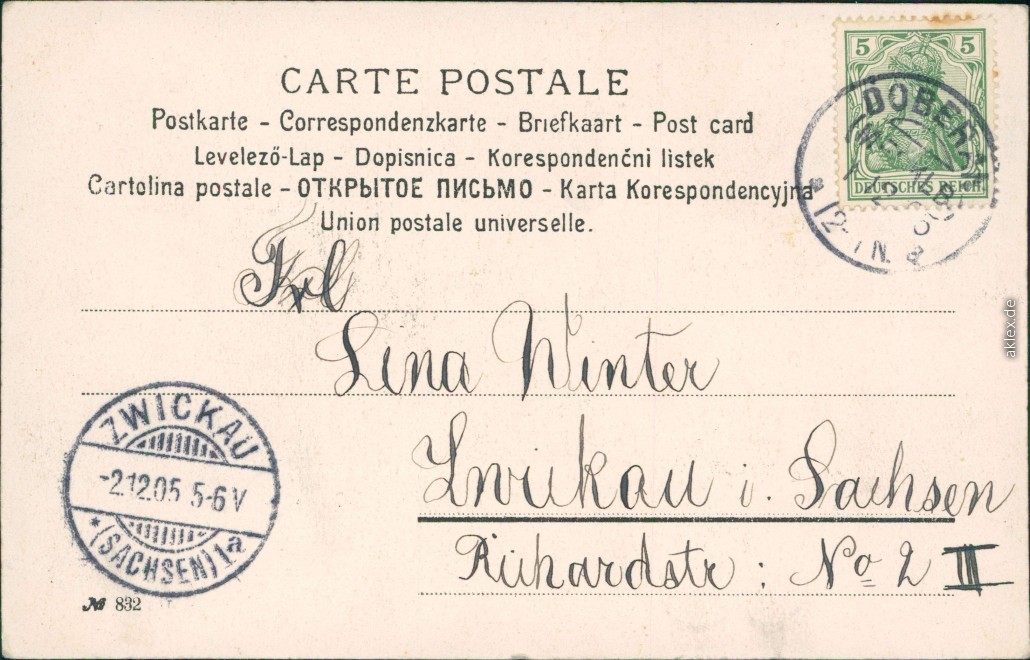 CARTE POSTALE
Postkarte - Correspondenzkarte - Briefkaart - Post card
Levelező-Lap - Dopisnica - Korespondenčni listek
Cartolina postale - ОТКРЫТОЕ ПИСЬМО - Karta Korespondencyjna
Union postale universelle.
5 5
DEUTSCHES REICH
DOBER
Frl
Lina Winter
Zwickau i. Sachsen
Richardstr: No 2 III
ZWICKAU
-2.12.05 5-6 V
* (SACHSEN) 1a
№ 832
aklex.de